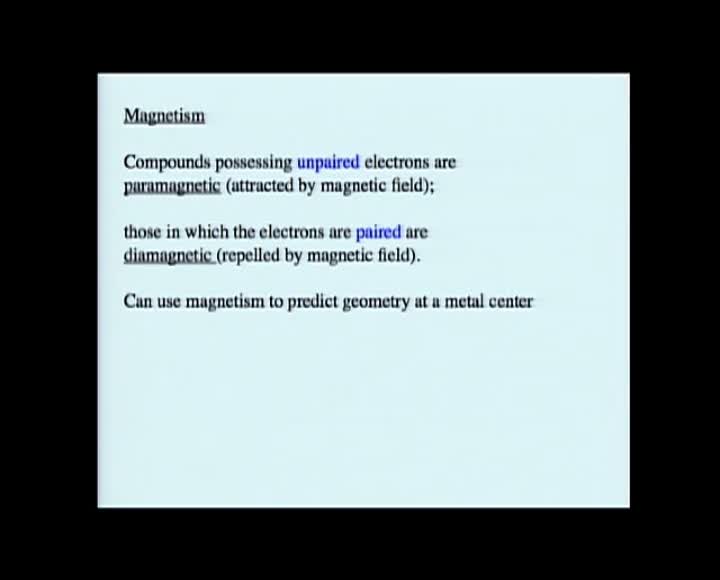 Magnetism
Compounds possessing unpaired electrons are
paramagnetic (attracted by magnetic field);
those in which the electrons are paired are
diamagnetic (repelled by magnetic field).
Can use magnetism to predict geometry at a metal center